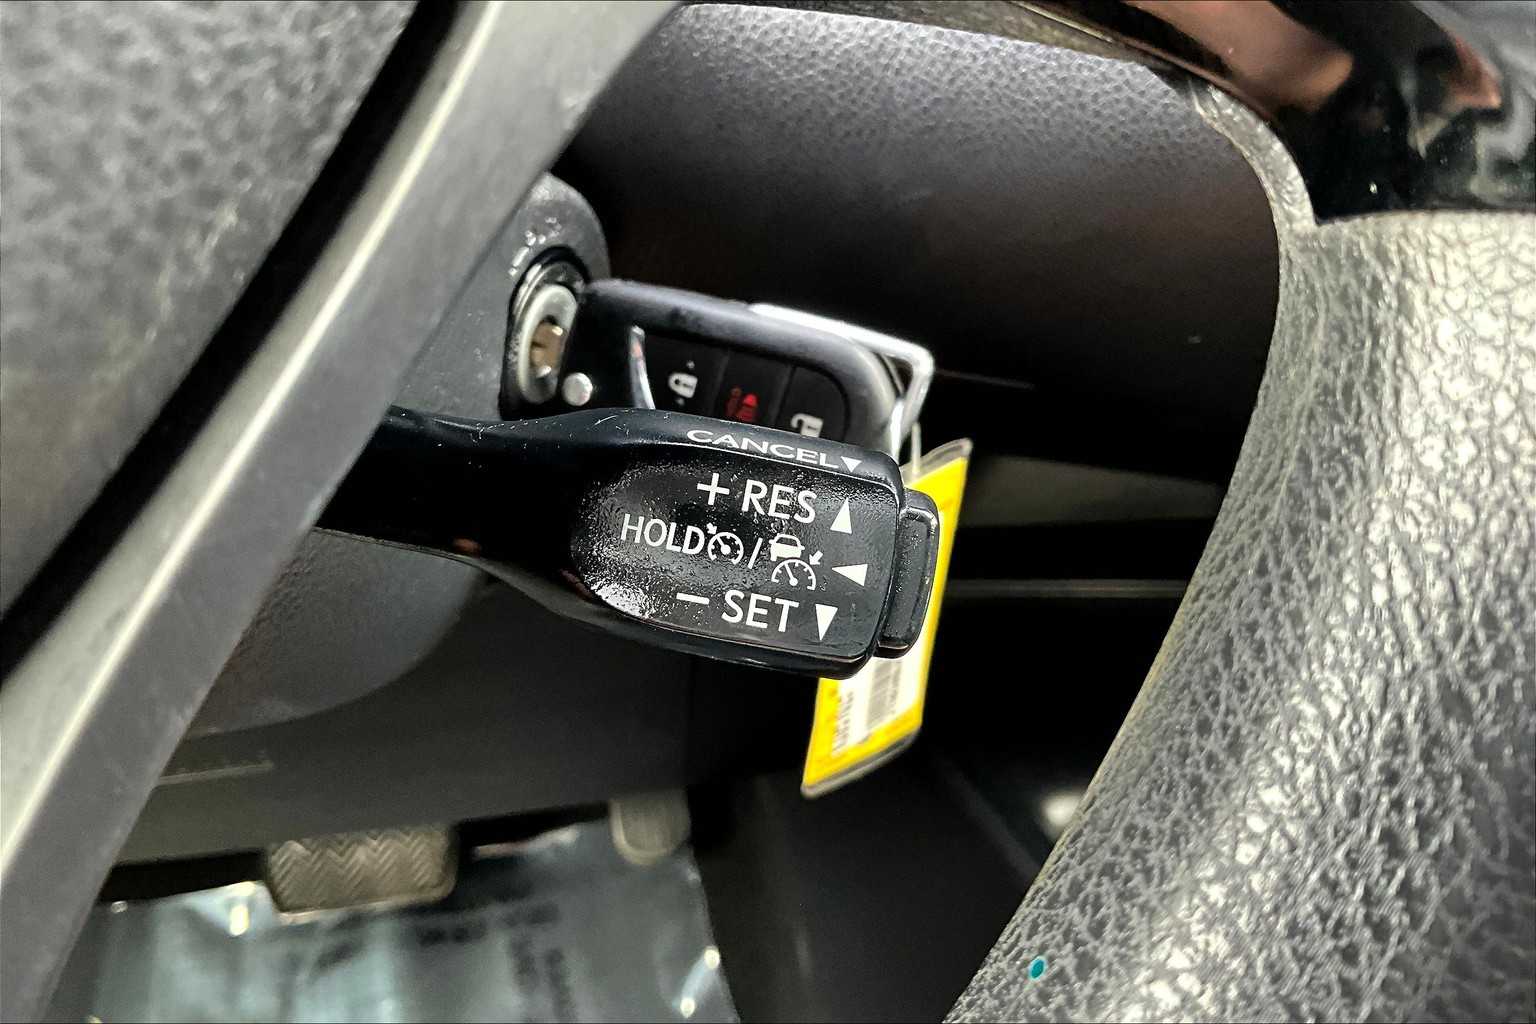 CANCEL▼
+ RES ▲
HOLD / ◀
− SET ▼